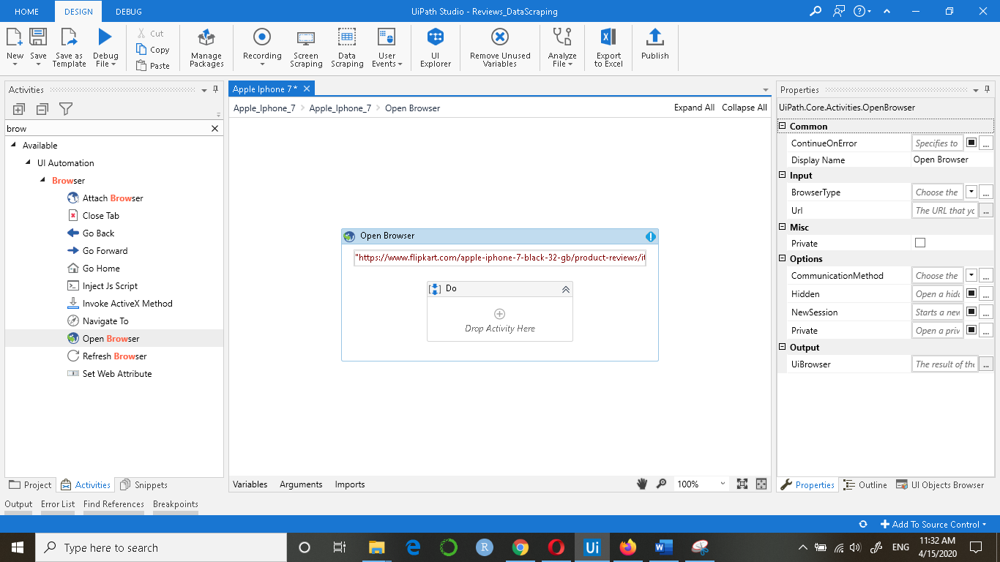 HOME DESIGN DEBUG UiPath Studio - Reviews_DataScraping
New Save Save as Template Debug File Cut Copy Paste Manage Packages Recording Screen Scraping Data Scraping User Events UI Explorer Remove Unused Variables Analyze File Export to Excel Publish
Activities
brow
Available
UI Automation
Browser
Attach Browser
Close Tab
Go Back
Go Forward
Go Home
Inject Js Script
Invoke ActiveX Method
Navigate To
Open Browser
Refresh Browser
Set Web Attribute
Project Activities Snippets
Apple Iphone 7*
Apple_Iphone_7 Apple_Iphone_7 Open Browser Expand All Collapse All
Open Browser
"https://www.flipkart.com/apple-iphone-7-black-32-gb/product-reviews/it
Do
Drop Activity Here
Variables Arguments Imports 100%
Properties
UiPath.Core.Activities.OpenBrowser
Common
ContinueOnError Specifies to ...
Display Name Open Browser
Input
BrowserType Choose the ...
Url The URL that yo ...
Misc
Private
Options
CommunicationMethod Choose the ...
Hidden Open a hidd ...
NewSession Starts a new ...
Private Open a priv ...
Output
UiBrowser The result of the ...
Properties Outline UI Objects Browser
Output Error List Find References Breakpoints
Add To Source Control
Type here to search R Ui W ENG 11:32 AM
4/15/2020